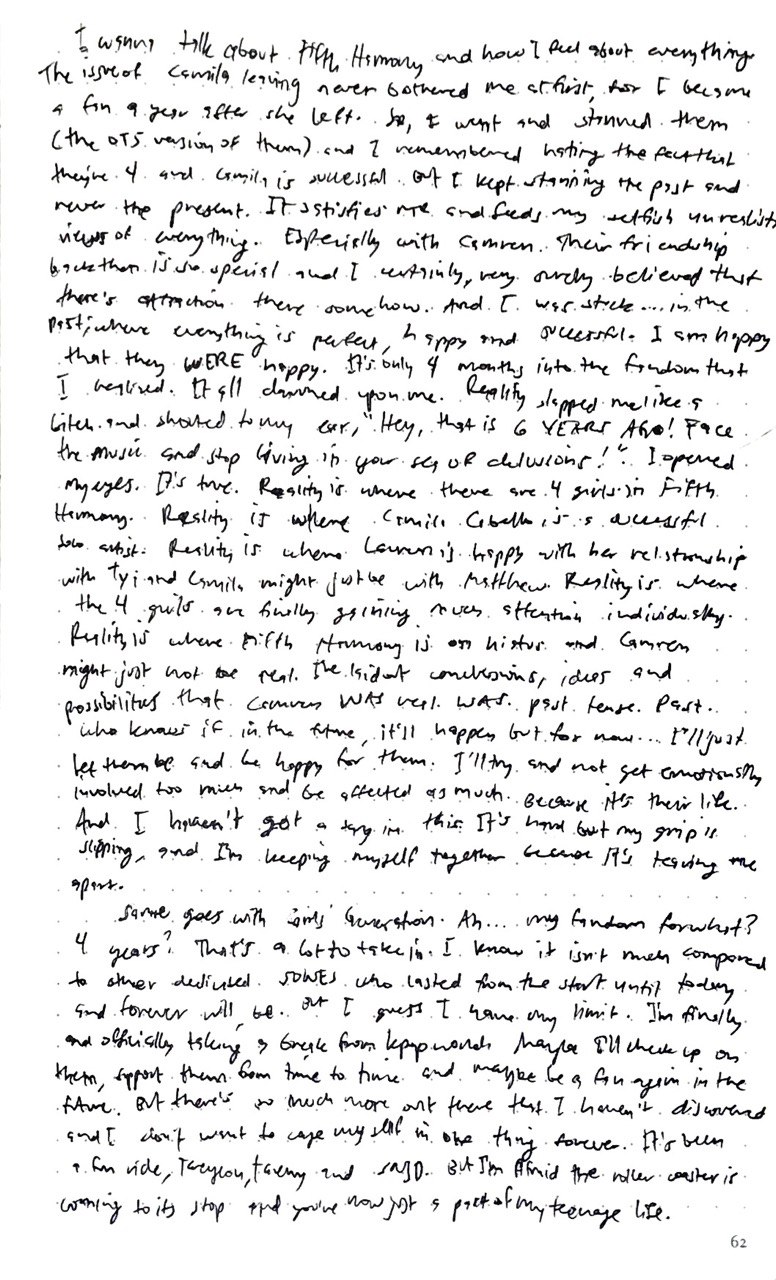 I wanna talk about Fifth Harmony and how I feel about everything
The issue of Camila leaving never bothered me at first, for I became
a fan a year after she left. So, I went and stanned them
(the OT5 version of them) and I remembered hating the fact that
they're 4 and Camila is successful. But I kept stanning the past and
never the present. It satisfies me and feeds my selfish unrealistic
views of everything. Especially with Camren. Their friendship
back then is so special and I certainly, very surely believed that
there's attraction there somehow. And I was stuck... in the
past, where everything is perfect, happy and successful. I am happy
that they WERE happy. It's only 4 months into the fandom that
I realized. It all dawned upon me. Reality slapped me like a
bitch and shouted to my ear, "Hey, that is 6 YEARS AGO! Face
the music and stop living in your sea of delusions!". I opened
my eyes. It's true. Reality is where there are 4 girls in Fifth
Harmony. Reality is where Camila Cabello is a successful
solo artist. Reality is where Lauren is happy with her relationship
with Ty and Camila might just be with Matthew. Reality is where
the 4 girls are finally gaining much attention individually.
Reality is where Fifth Harmony is on hiatus and Camren
might just not be real. I've laid out conclusions, ideas and
possibilities that Camren WAS real. WAS. past tense. Past.
Who knows if in the future, it'll happen but for now... I'll just
let them be and be happy for them. I'll try and not get emotionally
involved too much and be affected as much. Because it's their life.
And I haven't got a say in this. It's hard but my grip is
slipping, and I'm keeping myself together because it's tearing me
apart.
Same goes with Girls' Generation. Ah... my fandom for what?
4 years? That's a lot to take in. I know it isn't much compared
to other dedicated SONES who lasted from the start until today
and forever will be. But I guess I have my limit. I'm finally
and officially taking a break from kpop words Maybe I'll check up on
them, support them from time to time and maybe be a fan again in the
future. But there's so much more out there that I haven't discovered
and I don't want to cage myself in one thing forever. It's been
a fun ride, Taeyeon, and SNSD. But I'm afraid the roller coaster is
coming to its stop and you're now just a part of my teenage life.
62